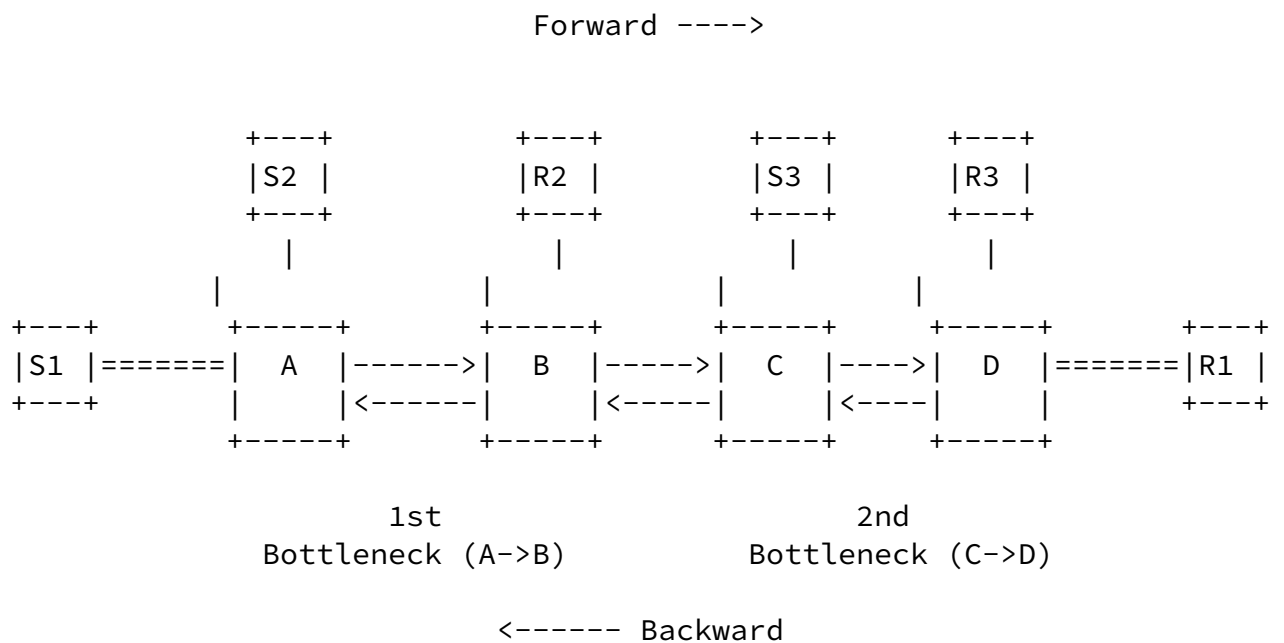 Forward ---->
+---+ +---+ +---+ +---+
|S2 | |R2 | |S3 | |R3 |
+---+ +---+ +---+ +---+
| | | |
| | | |
+---+ +-----+ +-----+ +-----+ +-----+ +---+
|S1 |=======| A |------>| B |----->| C |---->| D |=======|R1 |
+---+ | |<------| |<-----| |<----| | +---+
+-----+ +-----+ +-----+ +-----+
1st 2nd
Bottleneck (A->B) Bottleneck (C->D)
<------ Backward